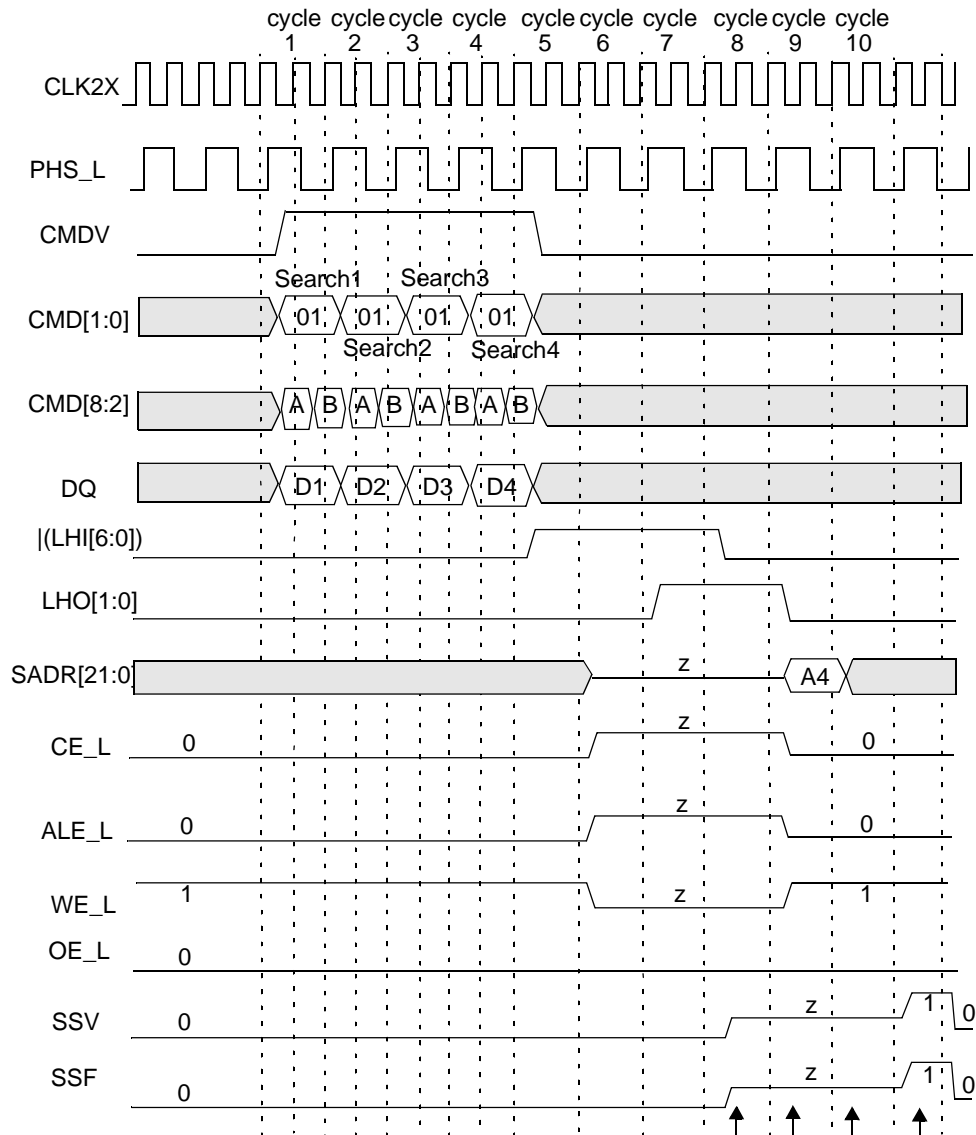 cycle cycle cycle cycle cycle cycle cycle cycle cycle
1 2 3 4 5 6 7 8 9 10
CLK2X
PHS_L
CMDV
Search1 Search3
CMD[1:0] 01 01 01 01
Search2 Search4
CMD[8:2] A B A B A B A B
DQ D1 D2 D3 D4
|(LHI[6:0])
LHO[1:0]
SADR[21:0] z A4
CE_L 0 z 0
ALE_L 0 z 0
WE_L 1 z 1
OE_L 0
SSV 0 z 1 0
SSF 0 z 1 0